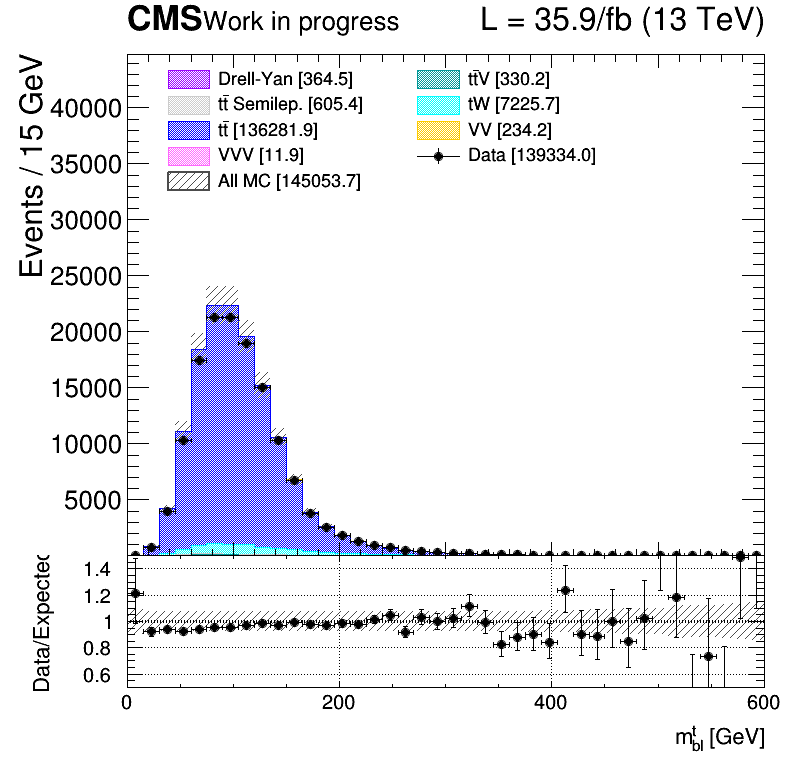 CMS Work in progress L = 35.9/fb (13 TeV)
Events / 15 GeV
40000
35000
30000
25000
20000
15000
10000
5000
Drell-Yan [364.5]
tt̄ Semilep. [605.4]
tt̄ [136281.9]
VVV [11.9]
All MC [145053.7]
tt̄V [330.2]
tW [7225.7]
VV [234.2]
Data [139334.0]
Data/Expected
1.4
1.2
1
0.8
0.6
0 200 400 600
m^t_bl [GeV]